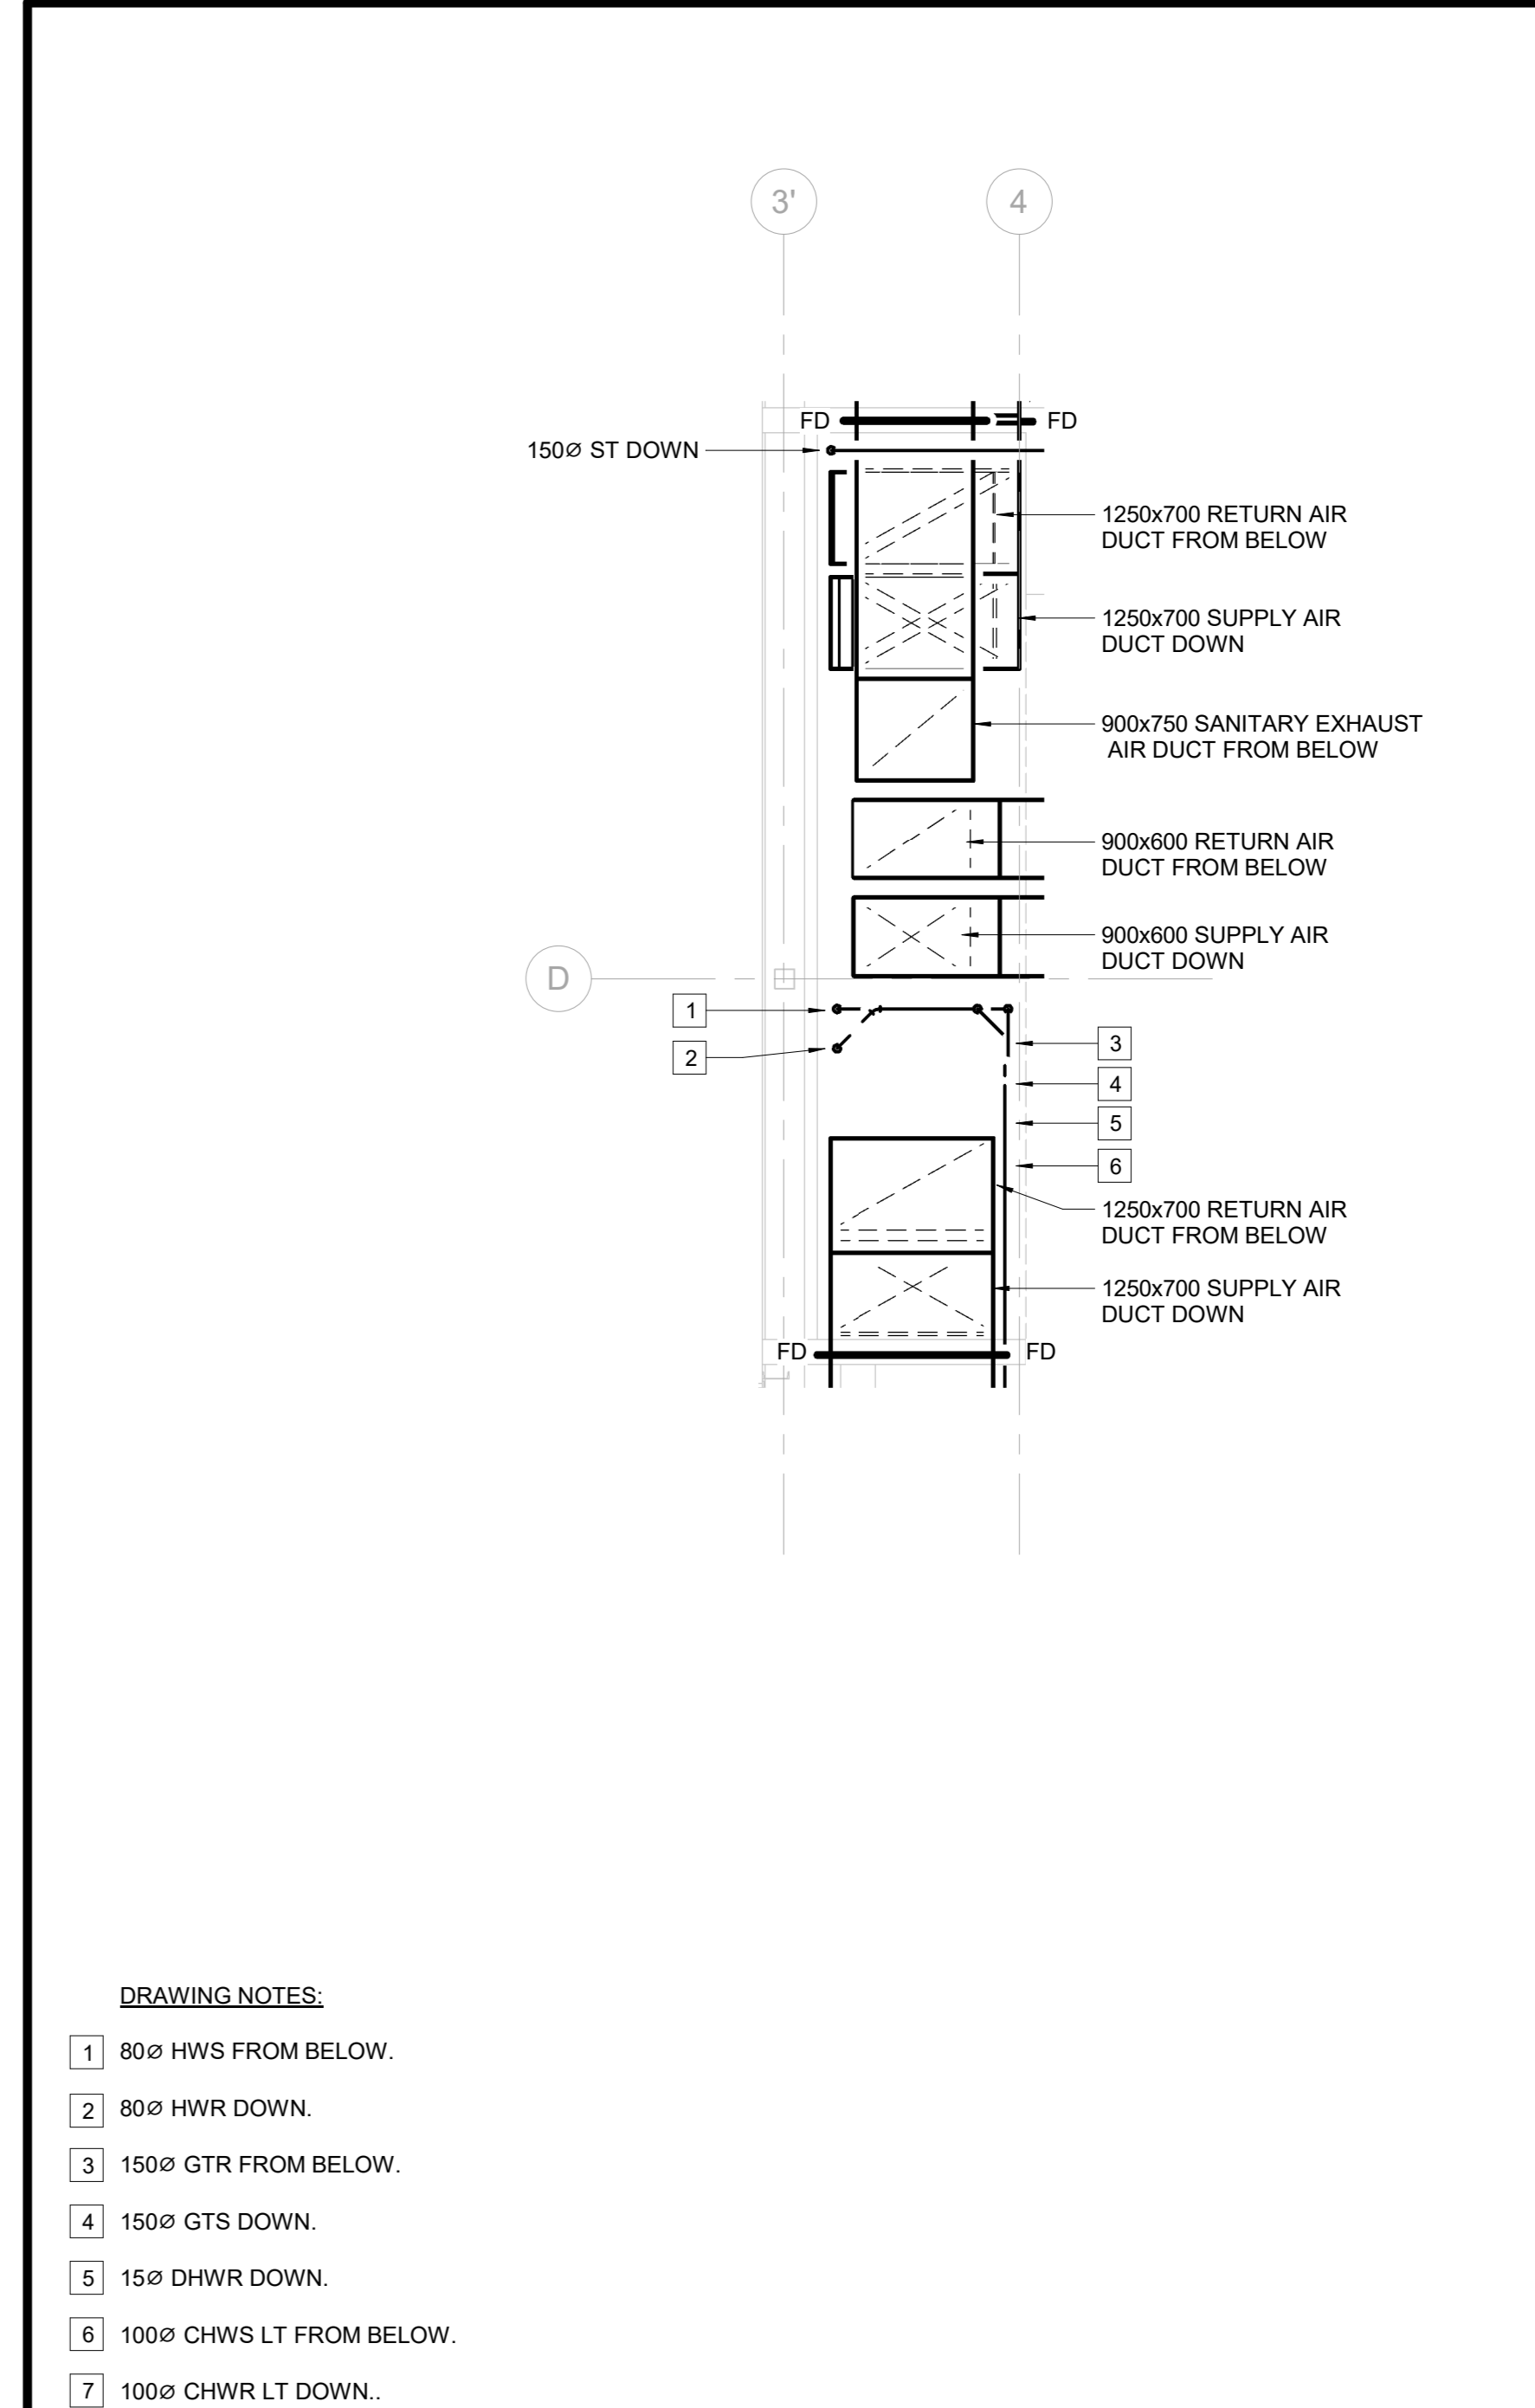 3'
4
FD
FD
150∅ ST DOWN
1250x700 RETURN AIR
DUCT FROM BELOW
1250x700 SUPPLY AIR
DUCT DOWN
900x750 SANITARY EXHAUST
AIR DUCT FROM BELOW
900x600 RETURN AIR
DUCT FROM BELOW
900x600 SUPPLY AIR
DUCT DOWN
D
1
2
3
4
5
6
1250x700 RETURN AIR
DUCT FROM BELOW
1250x700 SUPPLY AIR
DUCT DOWN
FD
FD
DRAWING NOTES:
1 80∅ HWS FROM BELOW.
2 80∅ HWR DOWN.
3 150∅ GTR FROM BELOW.
4 150∅ GTS DOWN.
5 15∅ DHWR DOWN.
6 100∅ CHWS LT FROM BELOW.
7 100∅ CHWR LT DOWN..